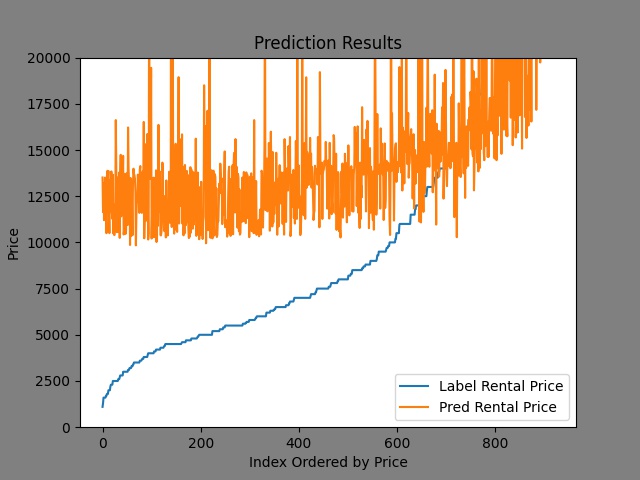 Prediction Results
20000
17500
15000
12500
10000
7500
5000
2500
0
Price
0 200 400 600 800
Index Ordered by Price
Label Rental Price
Pred Rental Price